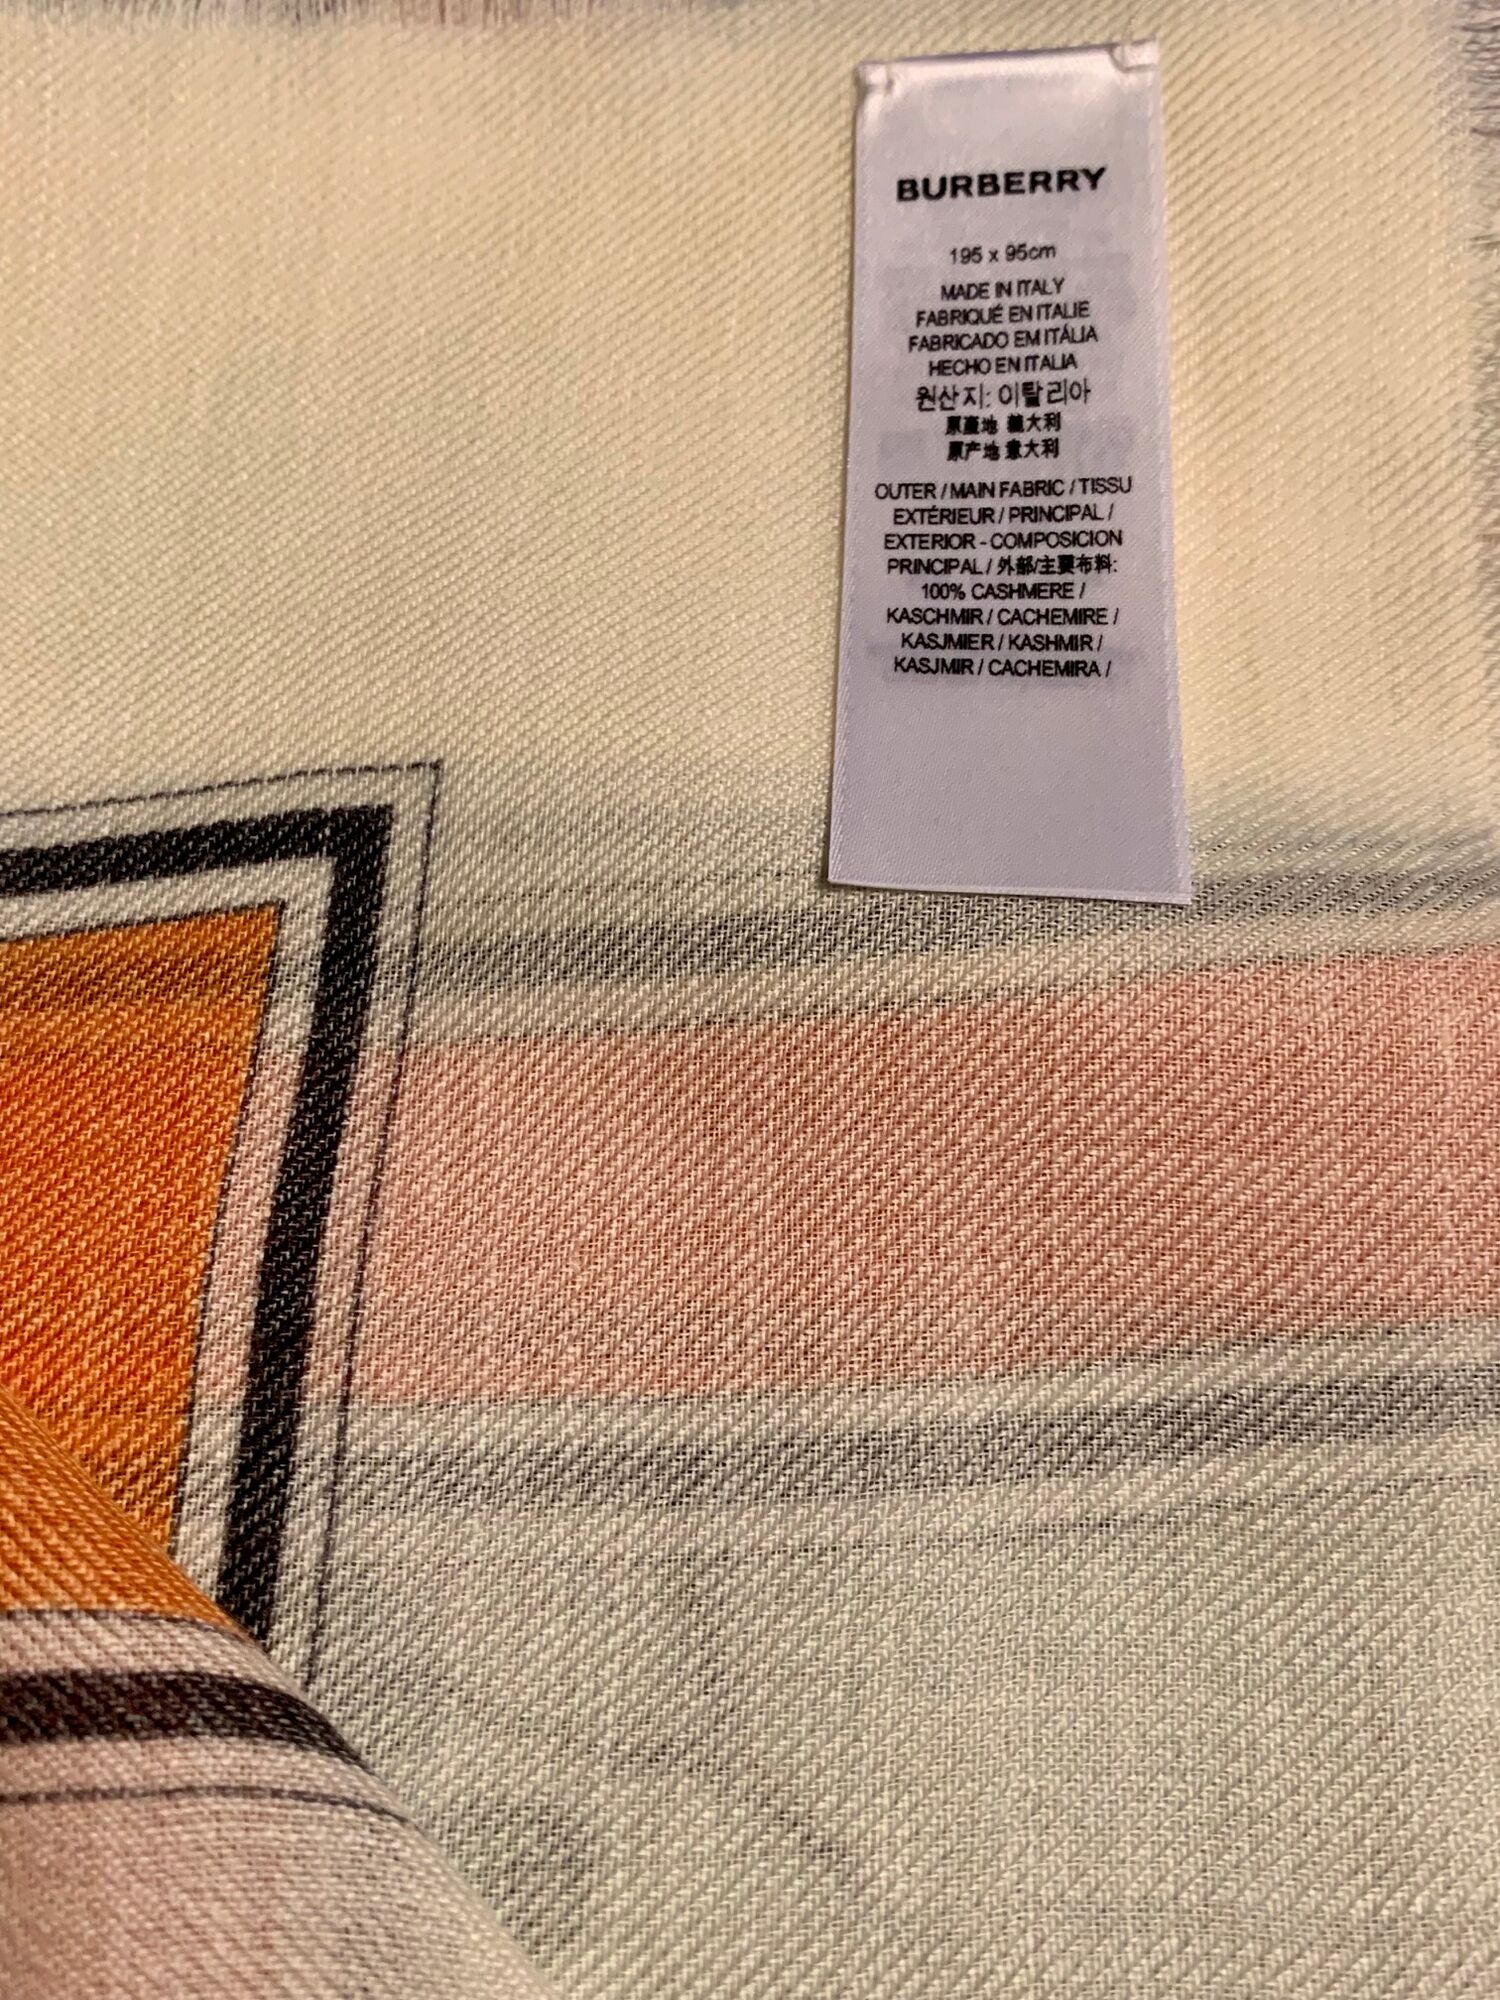 BURBERRY
195 x 95cm
MADE IN ITALY
FABRIQUÉ EN ITALIE
FABRICADO EM ITÁLIA
HECHO EN ITALIA
원산지: 이탈리아
原產地 義大利
原产地 意大利
OUTER / MAIN FABRIC / TISSU
EXTÉRIEUR / PRINCIPAL /
EXTERIOR - COMPOSICION
PRINCIPAL / 外部/主要布料:
100% CASHMERE /
KASCHMIR / CACHEMIRE /
KASJMIER / KASHMIR /
KASJMIR / CACHEMIRA /